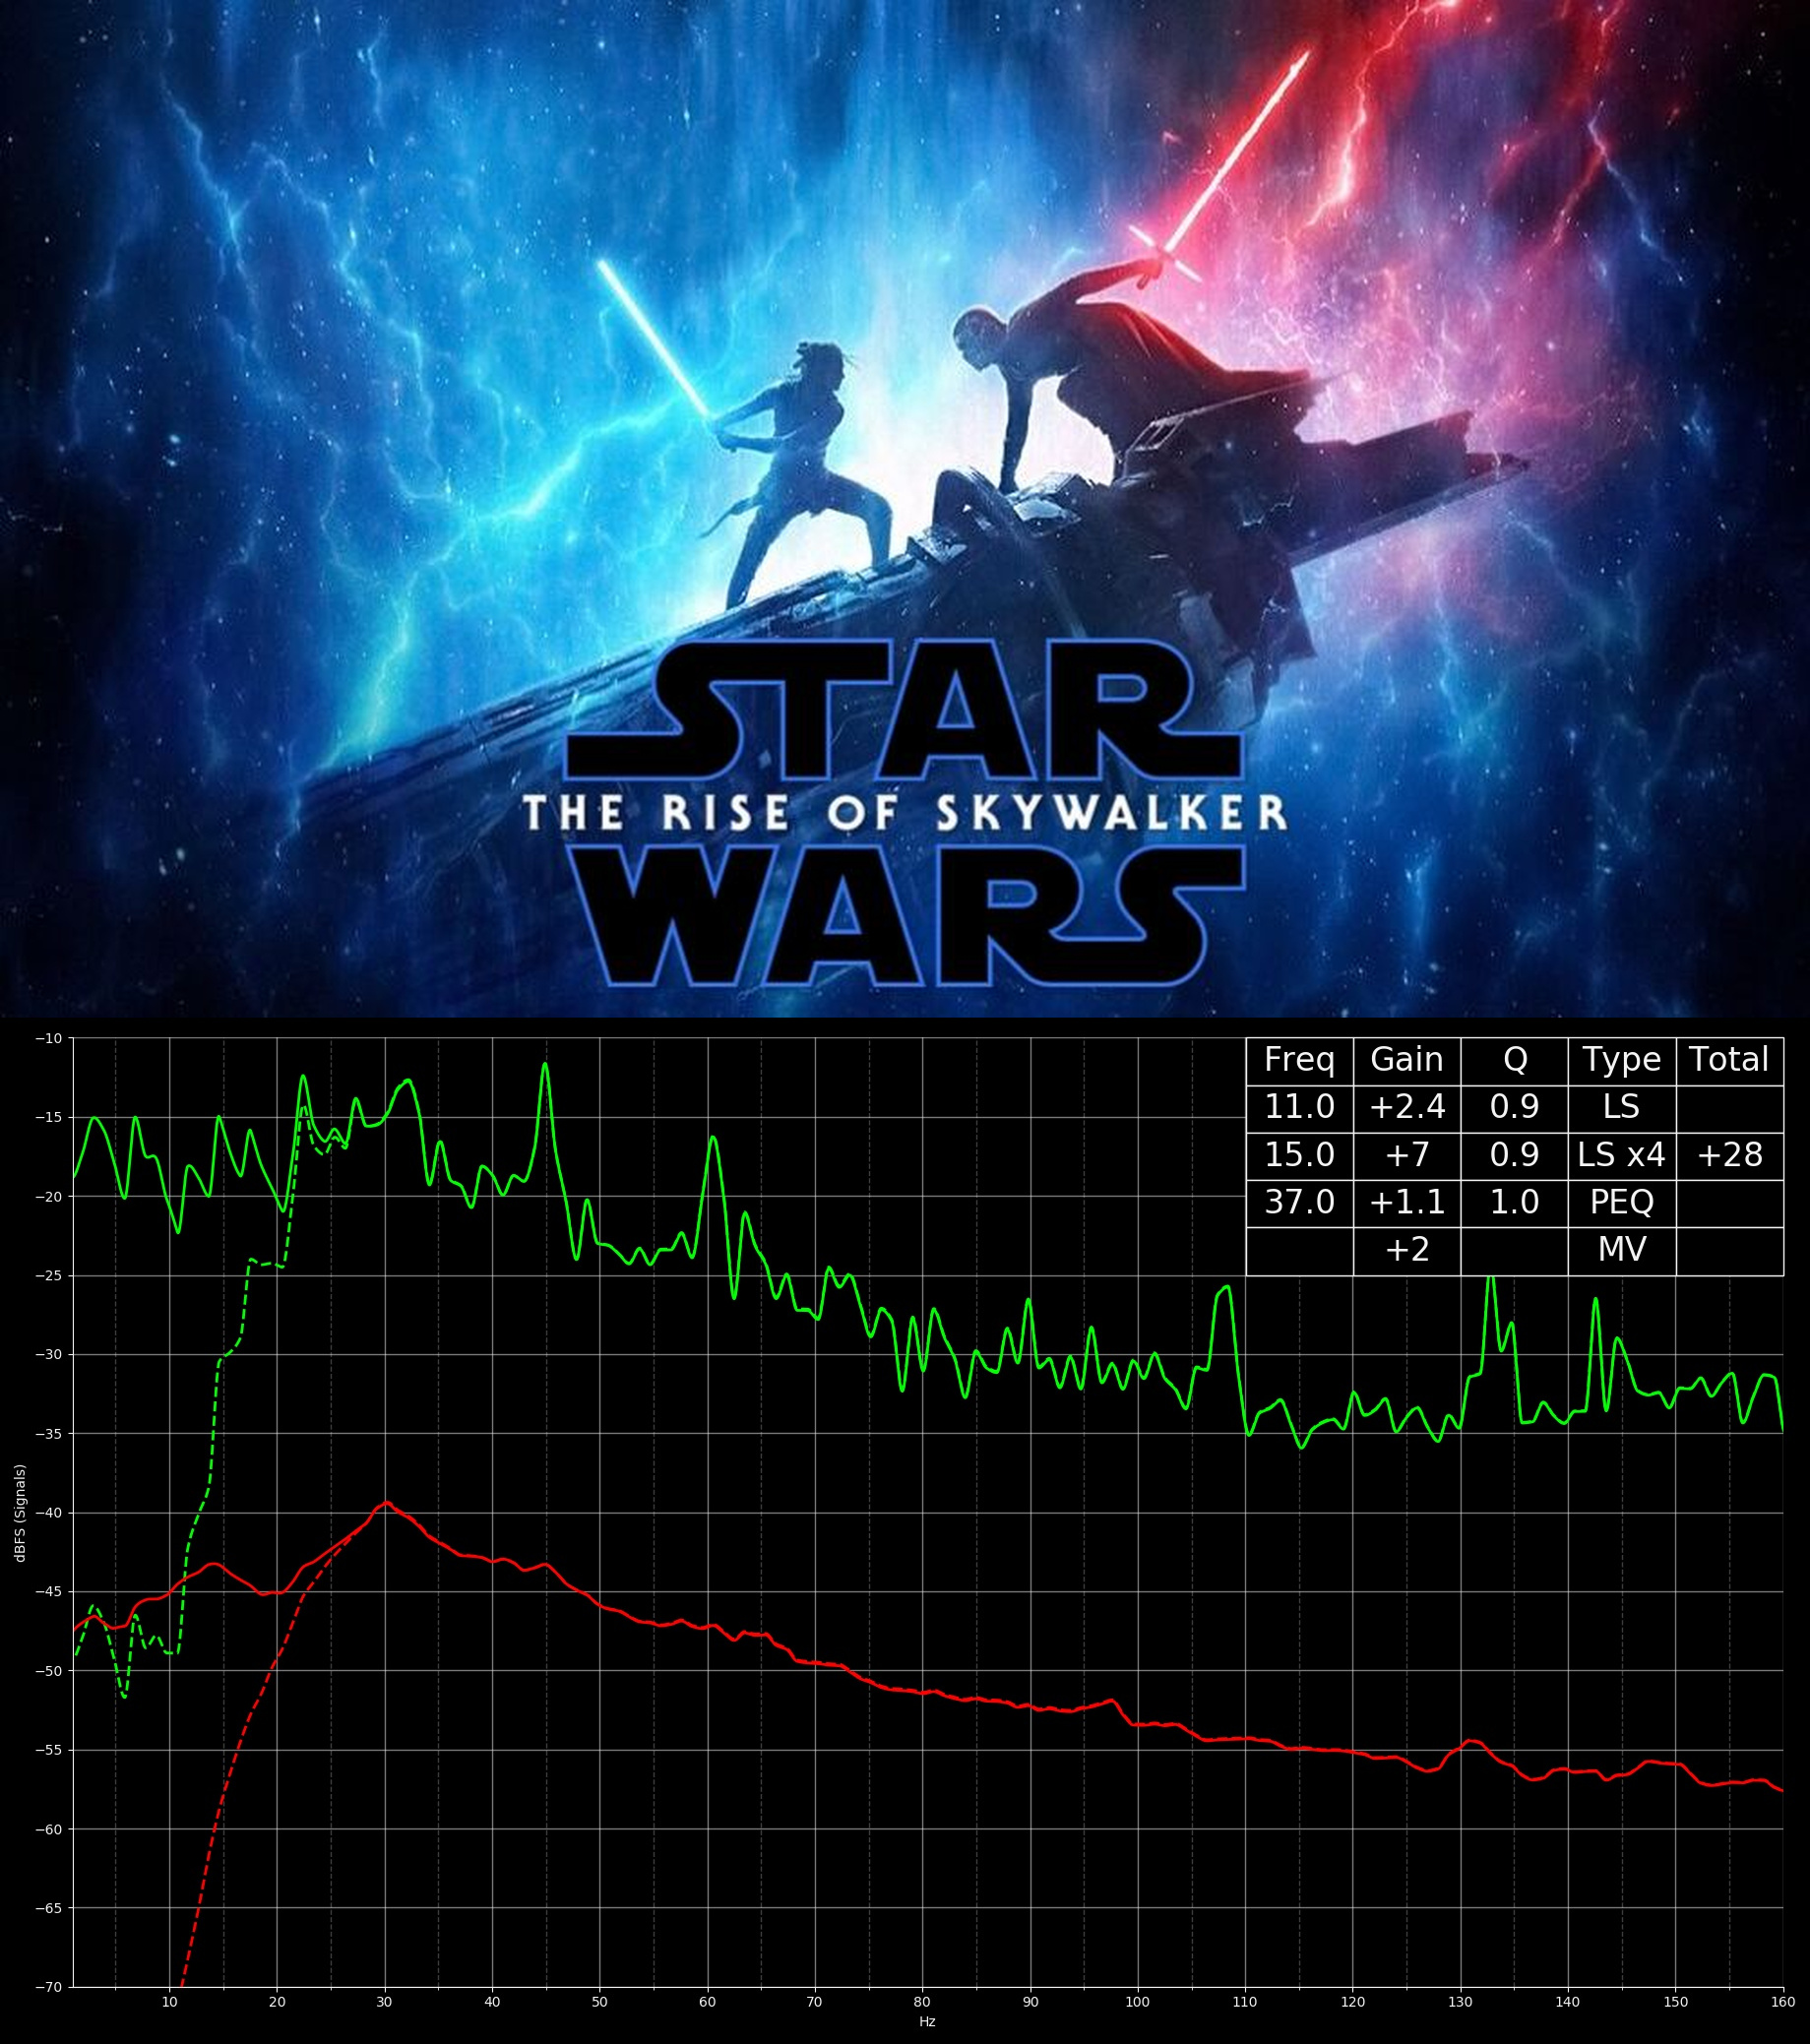 STAR
THE RISE OF SKYWALKER
WARS
Freq Gain Q Type Total
11.0 +2.4 0.9 LS
15.0 +7 0.9 LS x4 +28
37.0 +1.1 1.0 PEQ
+2 MV
−10
−15
−20
−25
−30
−35
−40
−45
−50
−55
−60
−65
−70
dBFS (Signals)
10 20 30 40 50 60 70 80 90 100 110 120 130 140 150 160
Hz